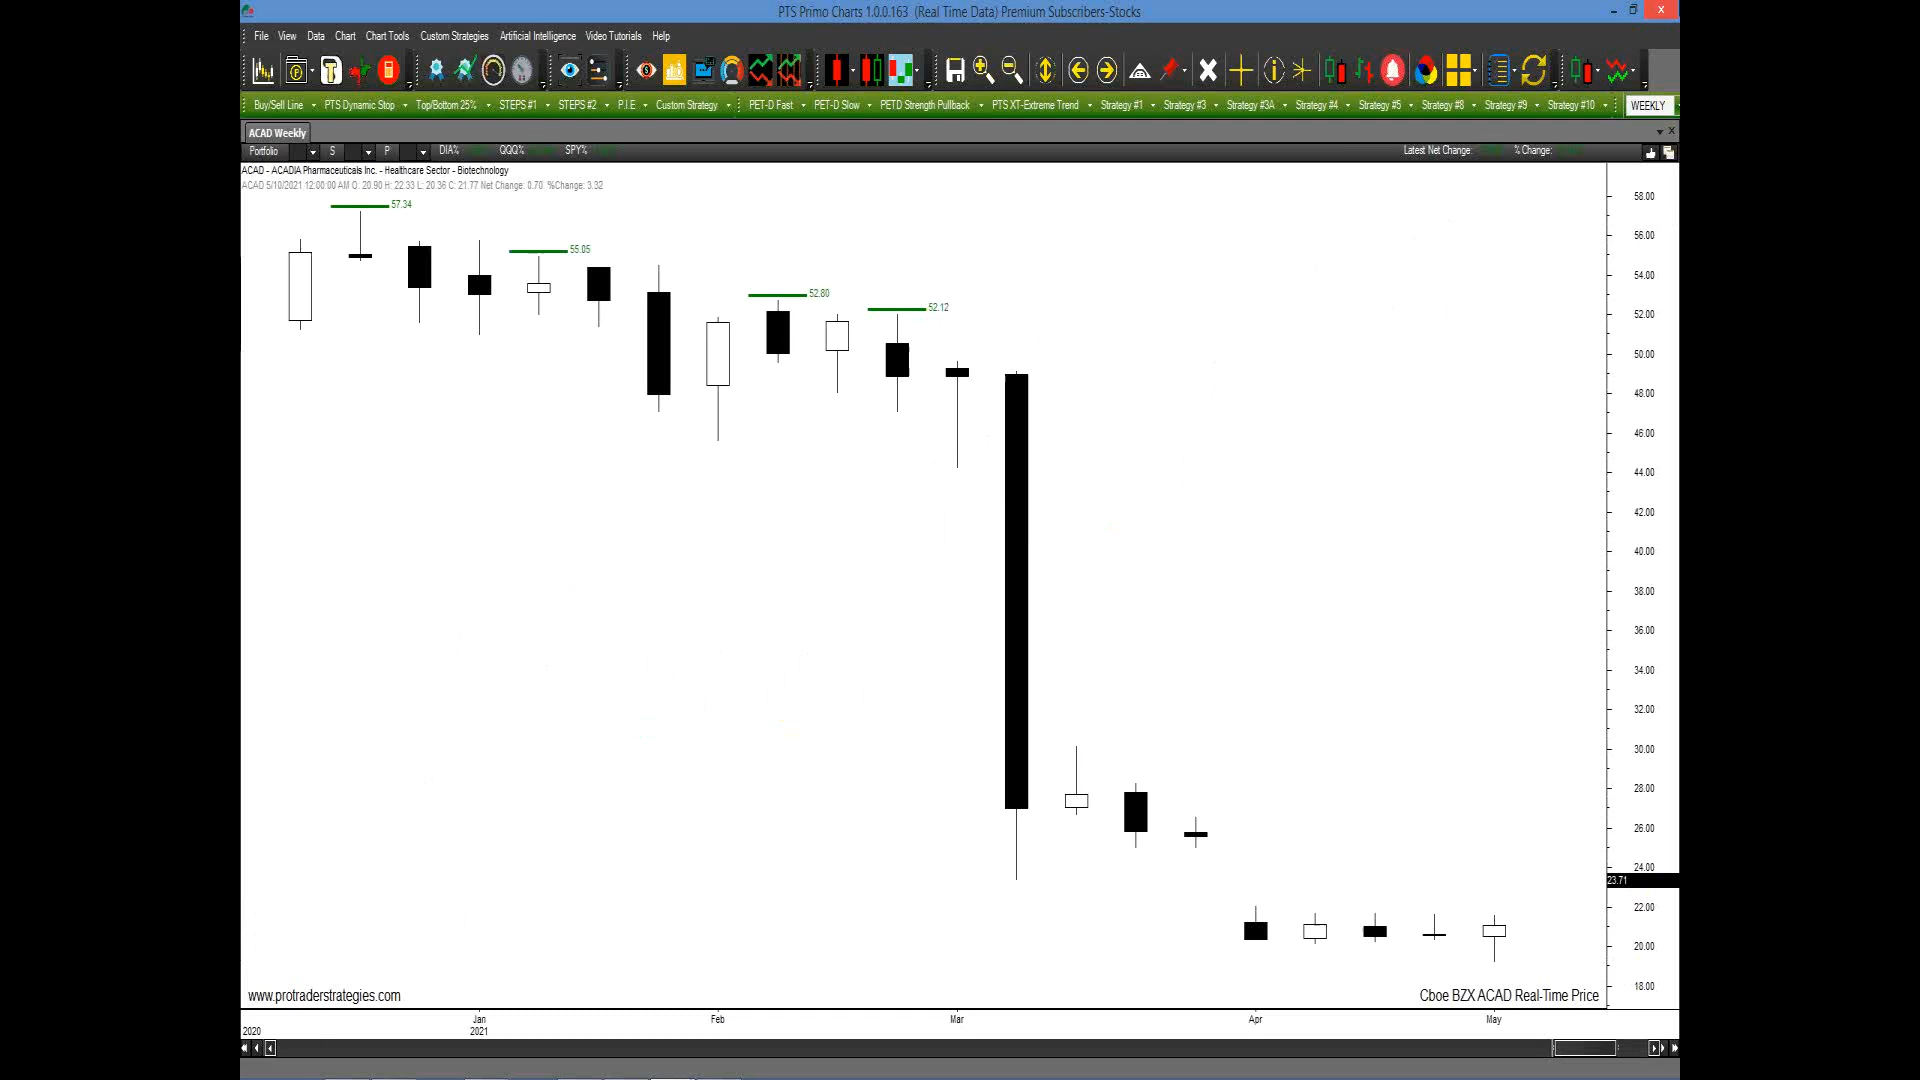 PTS Primo Charts 1.0.0.163 (Real Time Data) Premium Subscribers-Stocks
File View Data Chart Chart Tools Custom Strategies Artificial Intelligence Video Tutorials Help
Buy/Sell Line PTS Dynamic Stop Top/Bottom 25% STEPS #1 STEPS #2 P.I.E. Custom Strategy PET-D Fast PET-D Slow PETD Strength Pullback PTS XT-Extreme Trend Strategy #1 Strategy #3 Strategy #3A Strategy #4 Strategy #5 Strategy #8 Strategy #9 Strategy #10 WEEKLY
ACAD Weekly
Portfolio S P DIA% QQQ% SPY% Latest Net Change: % Change:
ACAD - ACADIA Pharmaceuticals Inc. - Healthcare Sector - Biotechnology
ACAD 5/10/2021 12:00:00 AM O: 20.90 H: 22.33 L: 20.36 C: 21.77 Net Change: 0.70 %Change: 3.32
57.34
55.05
52.80
52.12
58.00
56.00
54.00
52.00
50.00
48.00
46.00
44.00
42.00
40.00
38.00
36.00
34.00
32.00
30.00
28.00
26.00
24.00
23.71
22.00
20.00
18.00
www.protraderstrategies.com
Cboe BZX ACAD Real-Time Price
Jan Feb Mar Apr May
2020 2021